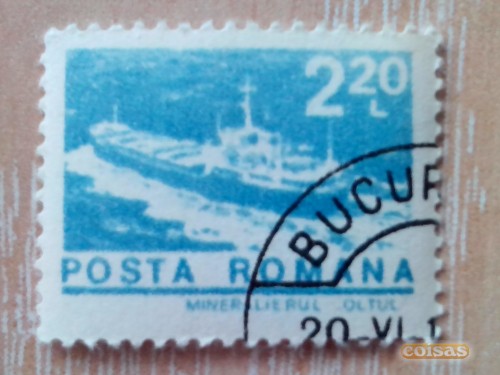 2.20
L
BUCUR
POSTA ROMANA
MINERALIERUL OLTUL
20-VI-1
coisas